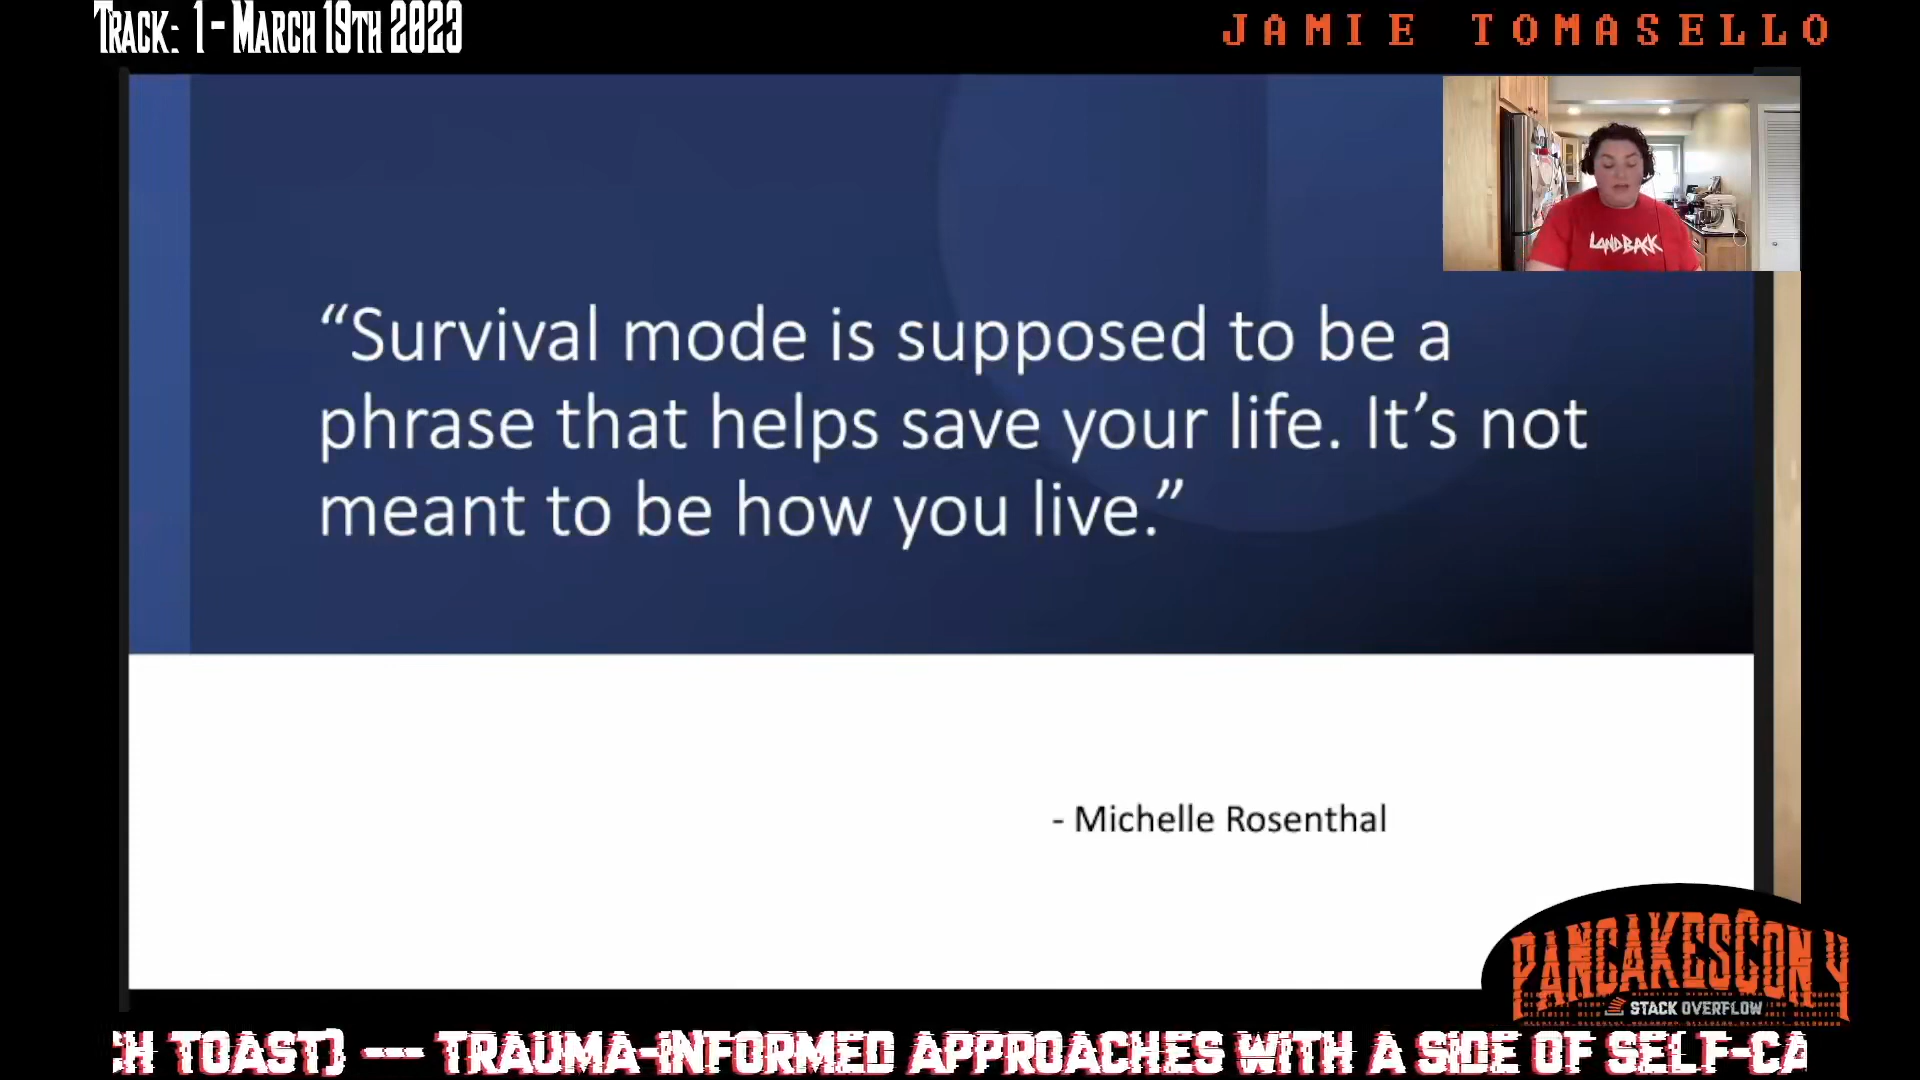 Track: 1 - March 19th 2023
JAMIE TOMASELLO
LANDBACK
“Survival mode is supposed to be a
phrase that helps save your life. It’s not
meant to be how you live.”
- Michelle Rosenthal
PANCAKESCON 4
STACK OVERFLOW
CH TOAST) --- TRAUMA-INFORMED APPROACHES WITH A SIDE OF SELF-CA